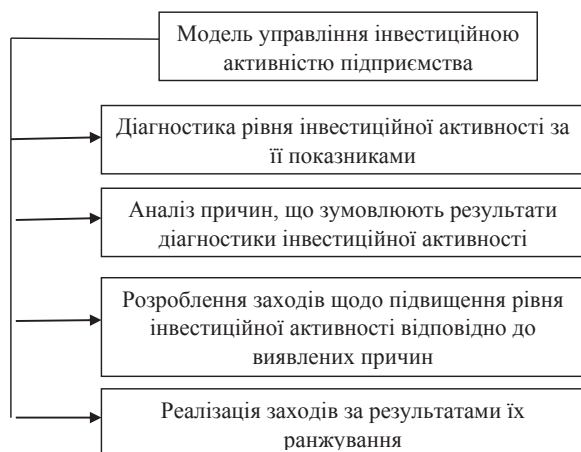 Модель управління інвестиційною
активністю підприємства
Діагностика рівня інвестиційної активності за
її показниками
Аналіз причин, що зумовлюють результати
діагностики інвестиційної активності
Розроблення заходів щодо підвищення рівня
інвестиційної активності відповідно до
виявлених причин
Реалізація заходів за результатами їх
ранжування